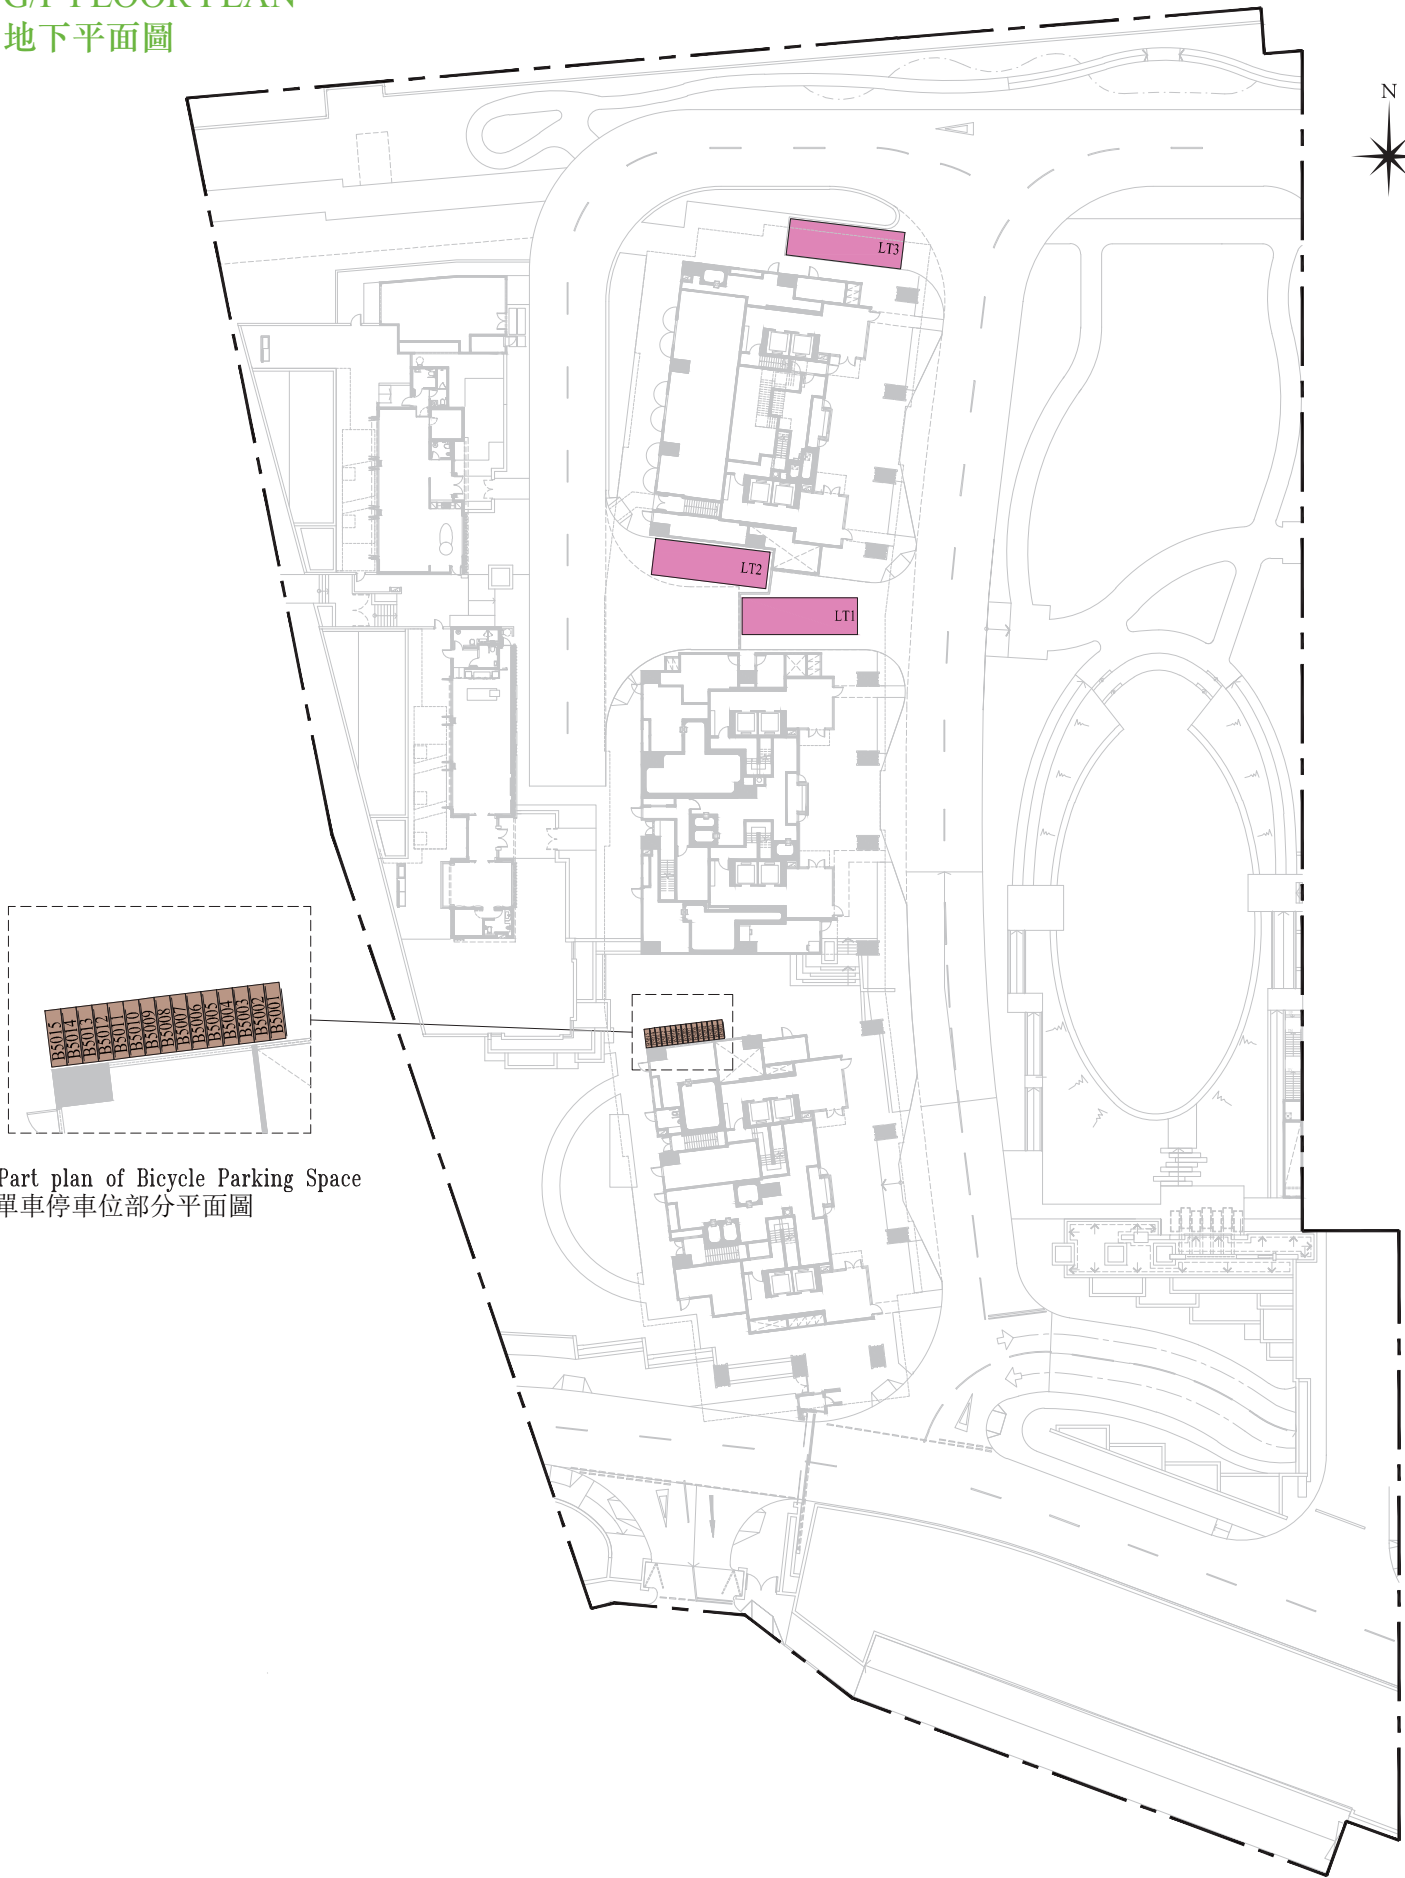 G/F FLOOR PLAN
地下平面圖
N
LT3
LT2
LT1
B5015
B5014
B5013
B5012
B5011
B5010
B5009
B5008
B5007
B5006
B5005
B5004
B5003
B5002
B5001
Part plan of Bicycle Parking Space
單車停車位部分平面圖